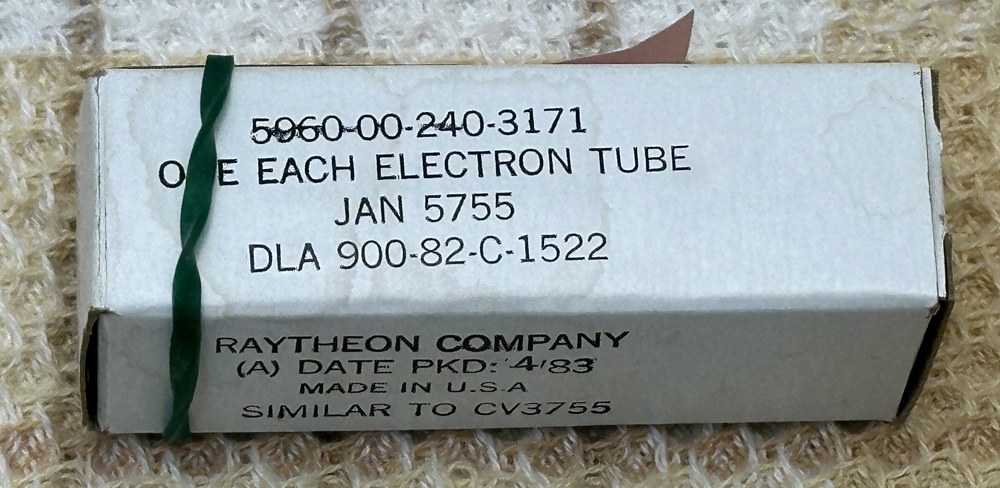 5960-00-240-3171
O E EACH ELECTRON TUBE
JAN 5755
DLA 900-82-C-1522
RAYTHEON COMPANY
(A) DATE PKD: 4/83
MADE IN U.S.A
SIMILAR TO CV3755